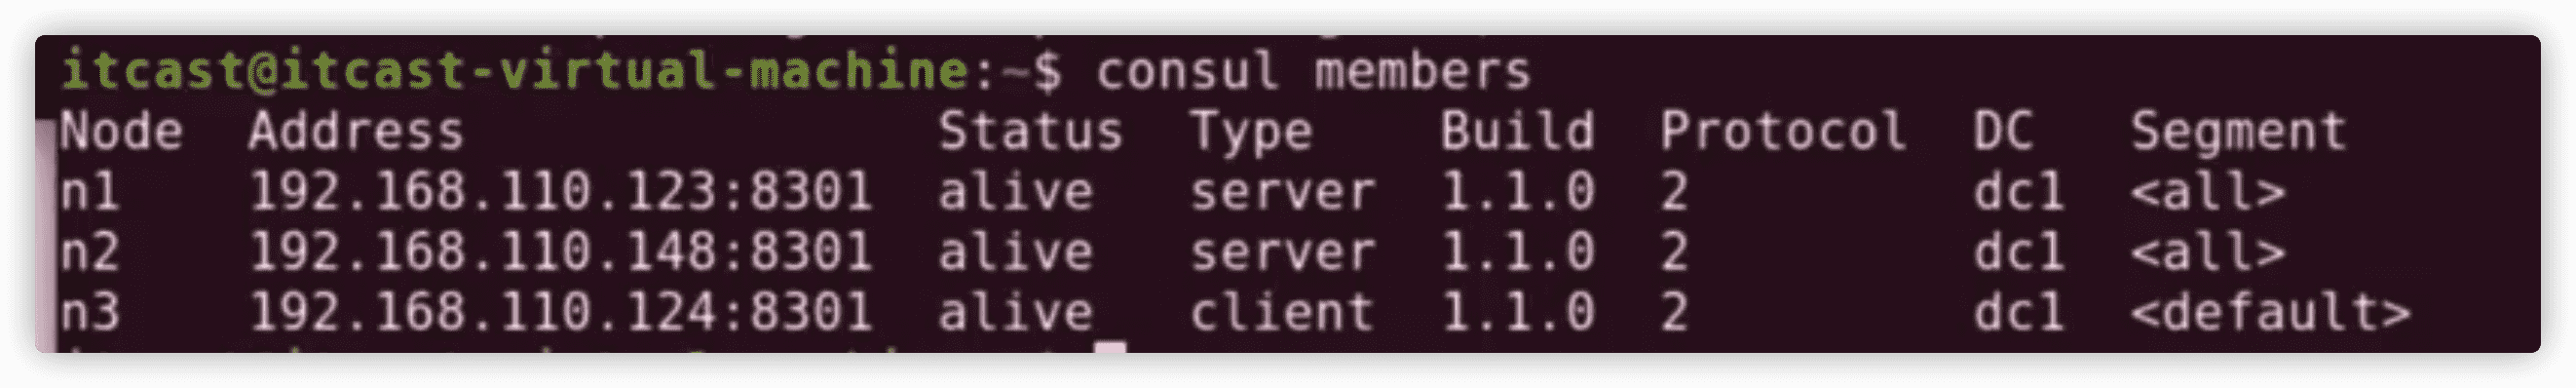 itcast@itcast-virtual-machine:~$ consul members
Node  Address               Status  Type    Build  Protocol  DC   Segment
n1    192.168.110.123:8301  alive   server  1.1.0  2         dc1  <all>
n2    192.168.110.148:8301  alive   server  1.1.0  2         dc1  <all>
n3    192.168.110.124:8301  alive   client  1.1.0  2         dc1  <default>